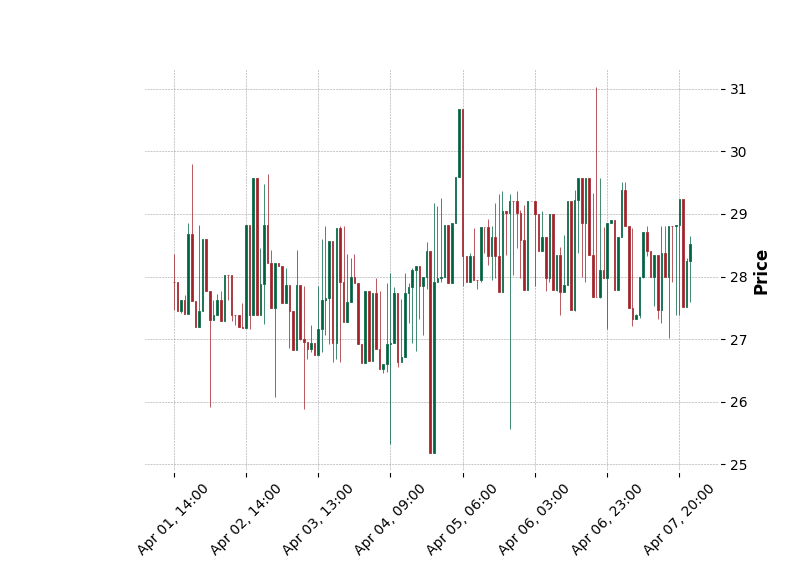 31
30
29
28
27
26
25
Price
Apr 01, 14:00
Apr 02, 14:00
Apr 03, 13:00
Apr 04, 09:00
Apr 05, 06:00
Apr 06, 03:00
Apr 06, 23:00
Apr 07, 20:00